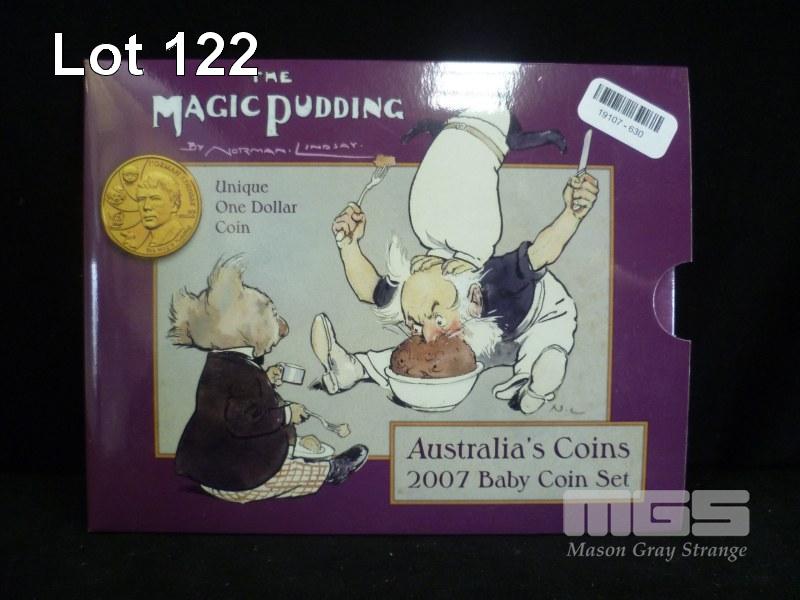 Lot 122
THE
MAGIC PUDDING
BY NORMAN LINDSAY
19107 - 630
Unique
One Dollar
Coin
N.L
Australia's Coins
2007 Baby Coin Set
MGS
Mason Gray Strange